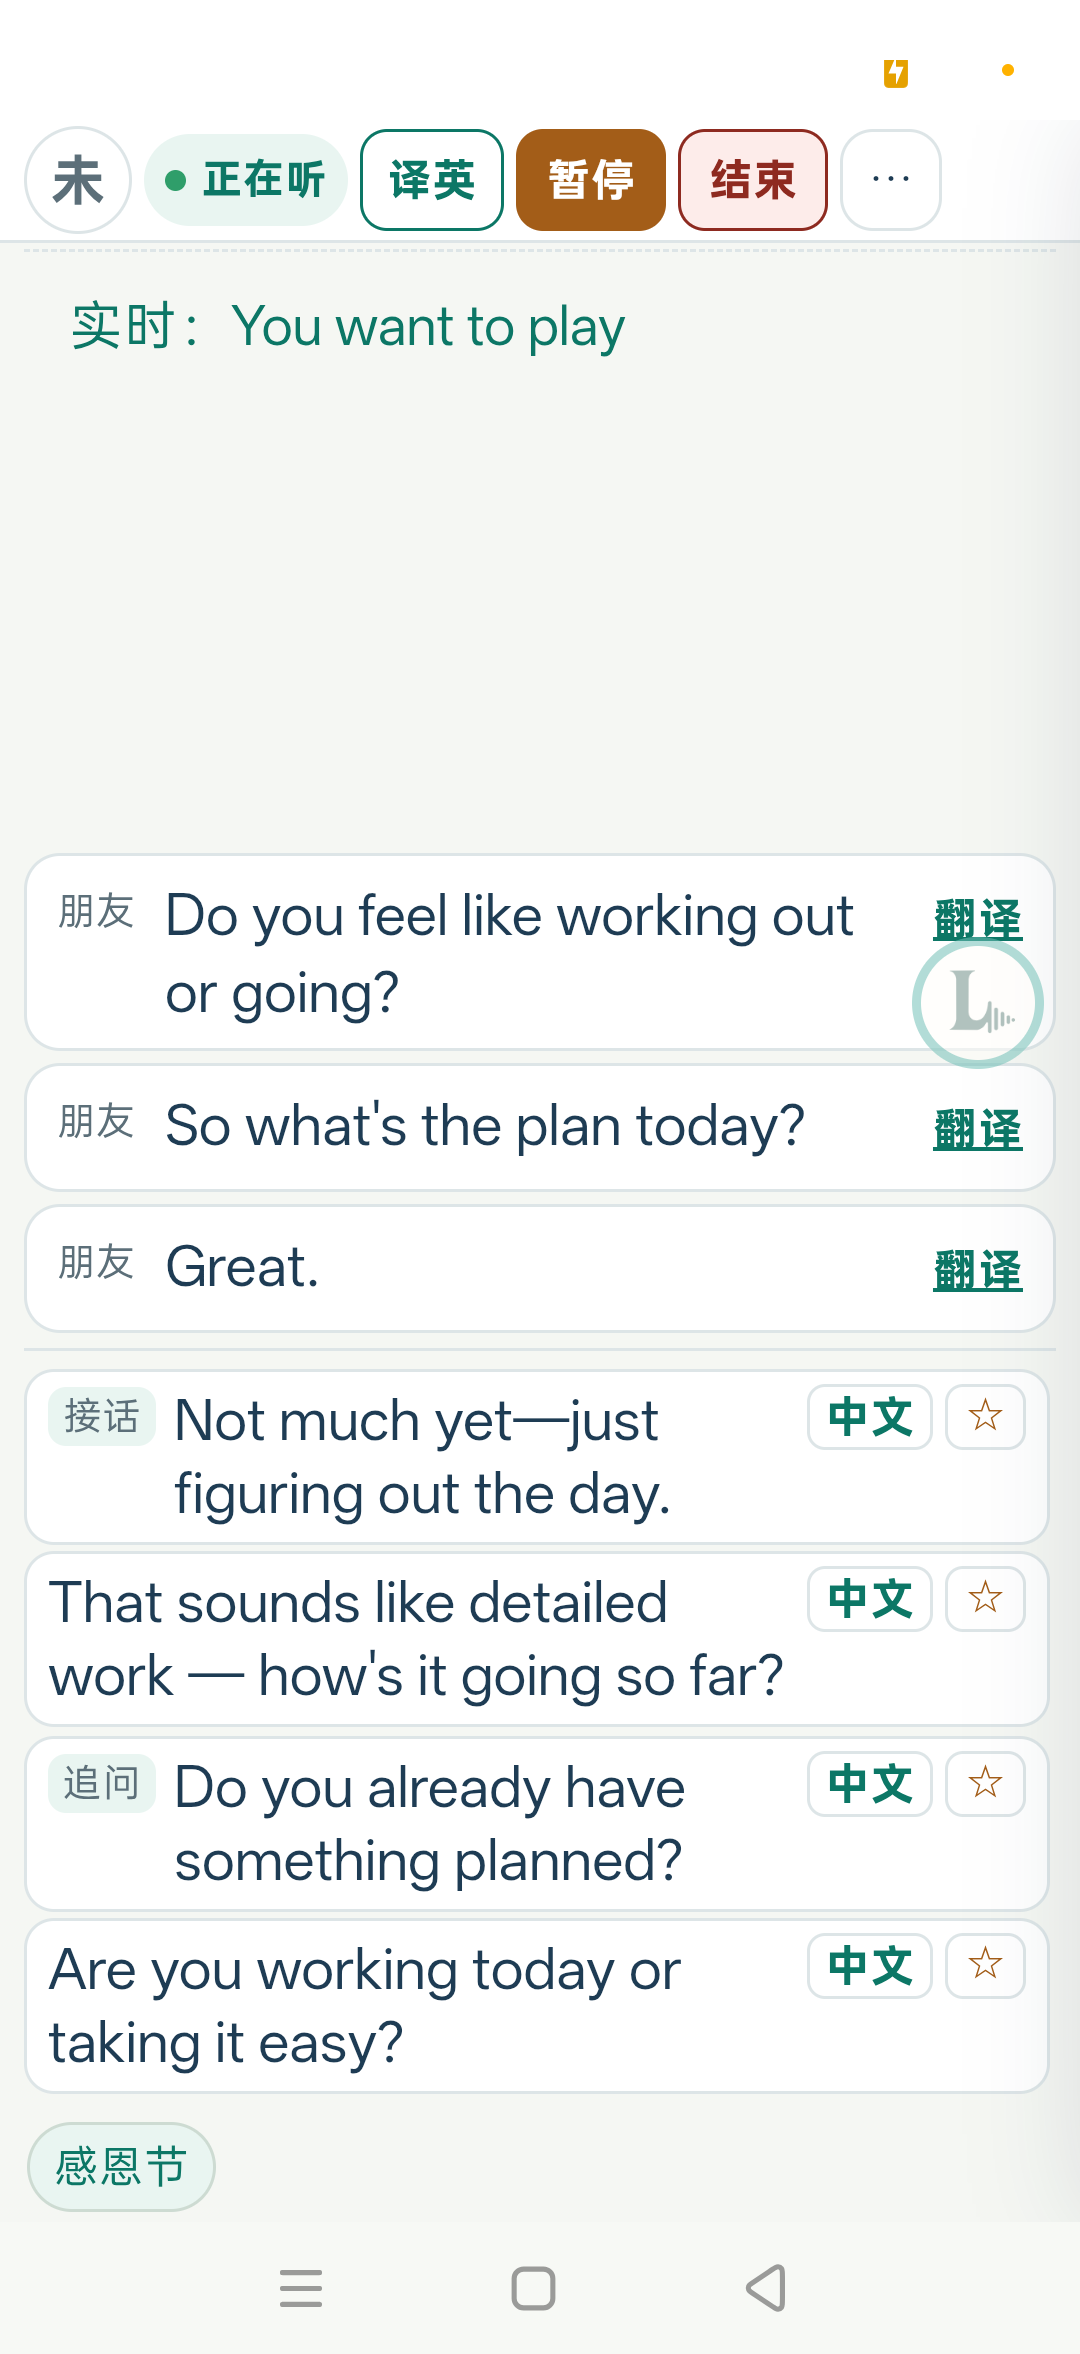 未 正在听 译英 暂停 结束 ...
实时： You want to play
朋友 Do you feel like working out 翻译
or going?
L
朋友 So what's the plan today? 翻译
朋友 Great. 翻译
接话 Not much yet—just 中文 ☆
figuring out the day.
That sounds like detailed 中文 ☆
work — how's it going so far?
追问 Do you already have 中文 ☆
something planned?
Are you working today or 中文 ☆
taking it easy?
感恩节